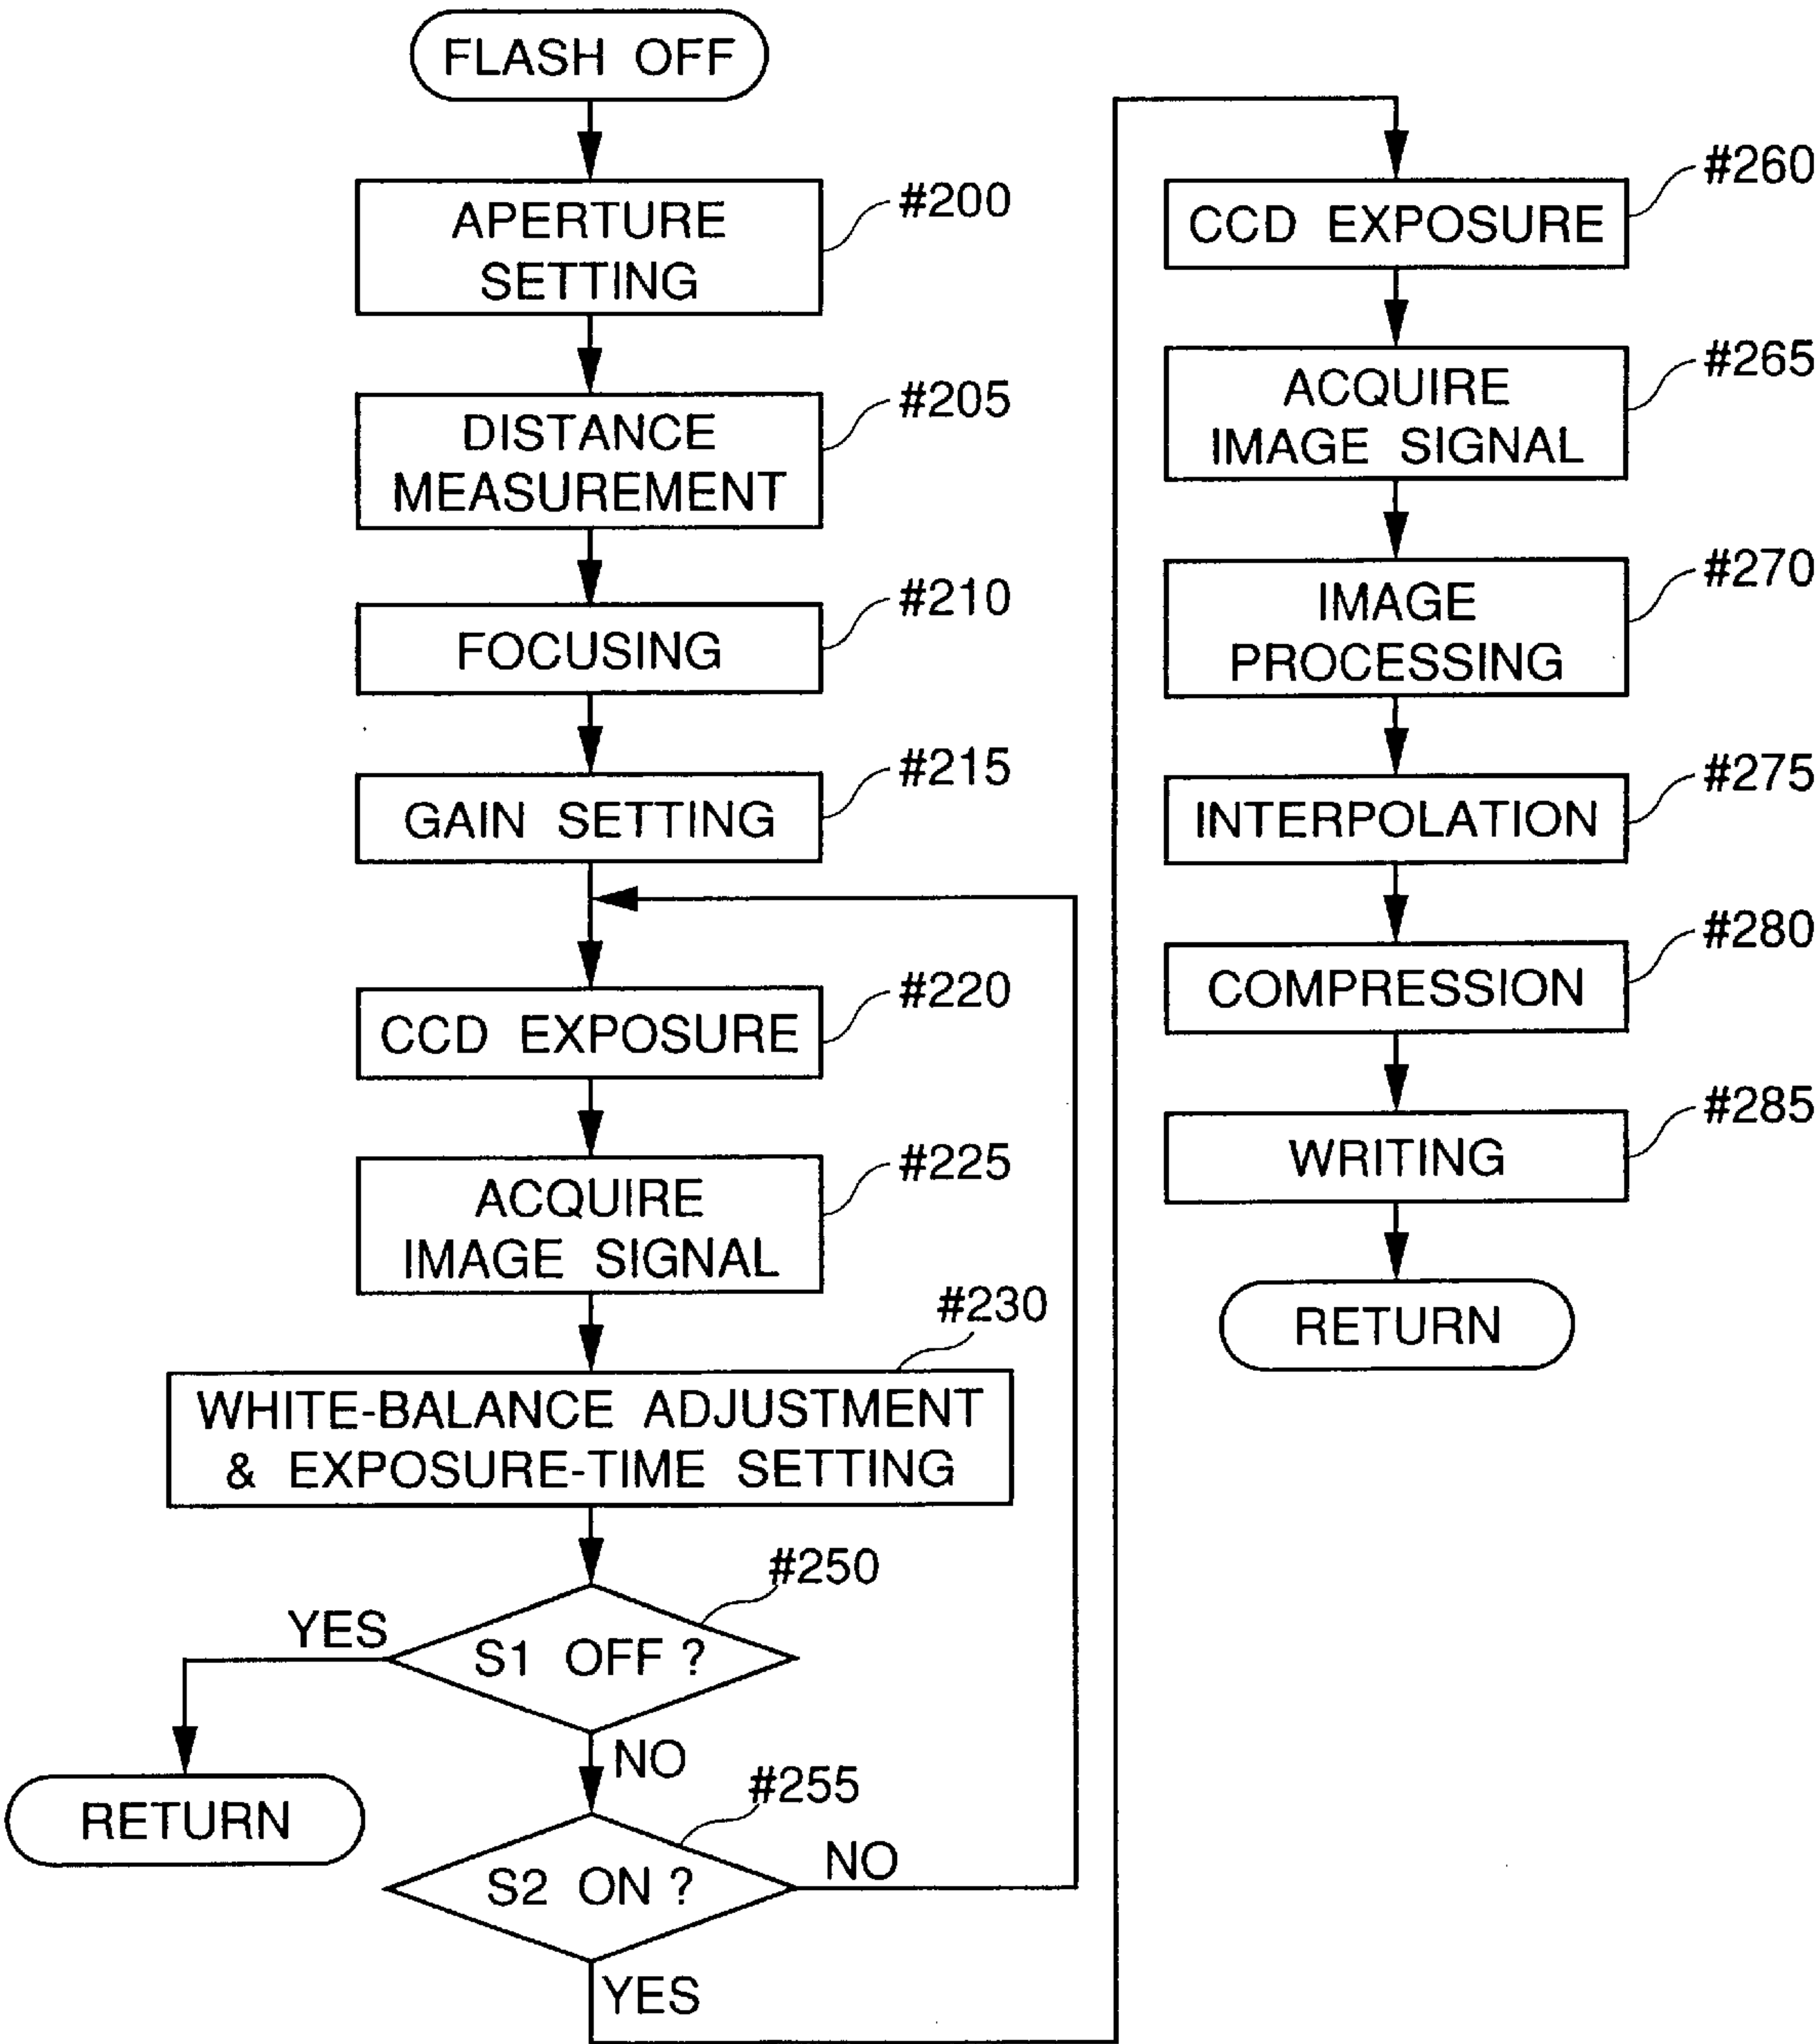 FLASH OFF
APERTURE
SETTING
#200
DISTANCE
MEASUREMENT
#205
FOCUSING
#210
GAIN SETTING
#215
CCD EXPOSURE
#220
ACQUIRE
IMAGE SIGNAL
#225
WHITE-BALANCE ADJUSTMENT
& EXPOSURE-TIME SETTING
#230
S1 OFF ?
#250
YES
RETURN
NO
S2 ON ?
#255
NO
YES
CCD EXPOSURE
#260
ACQUIRE
IMAGE SIGNAL
#265
IMAGE
PROCESSING
#270
INTERPOLATION
#275
COMPRESSION
#280
WRITING
#285
RETURN